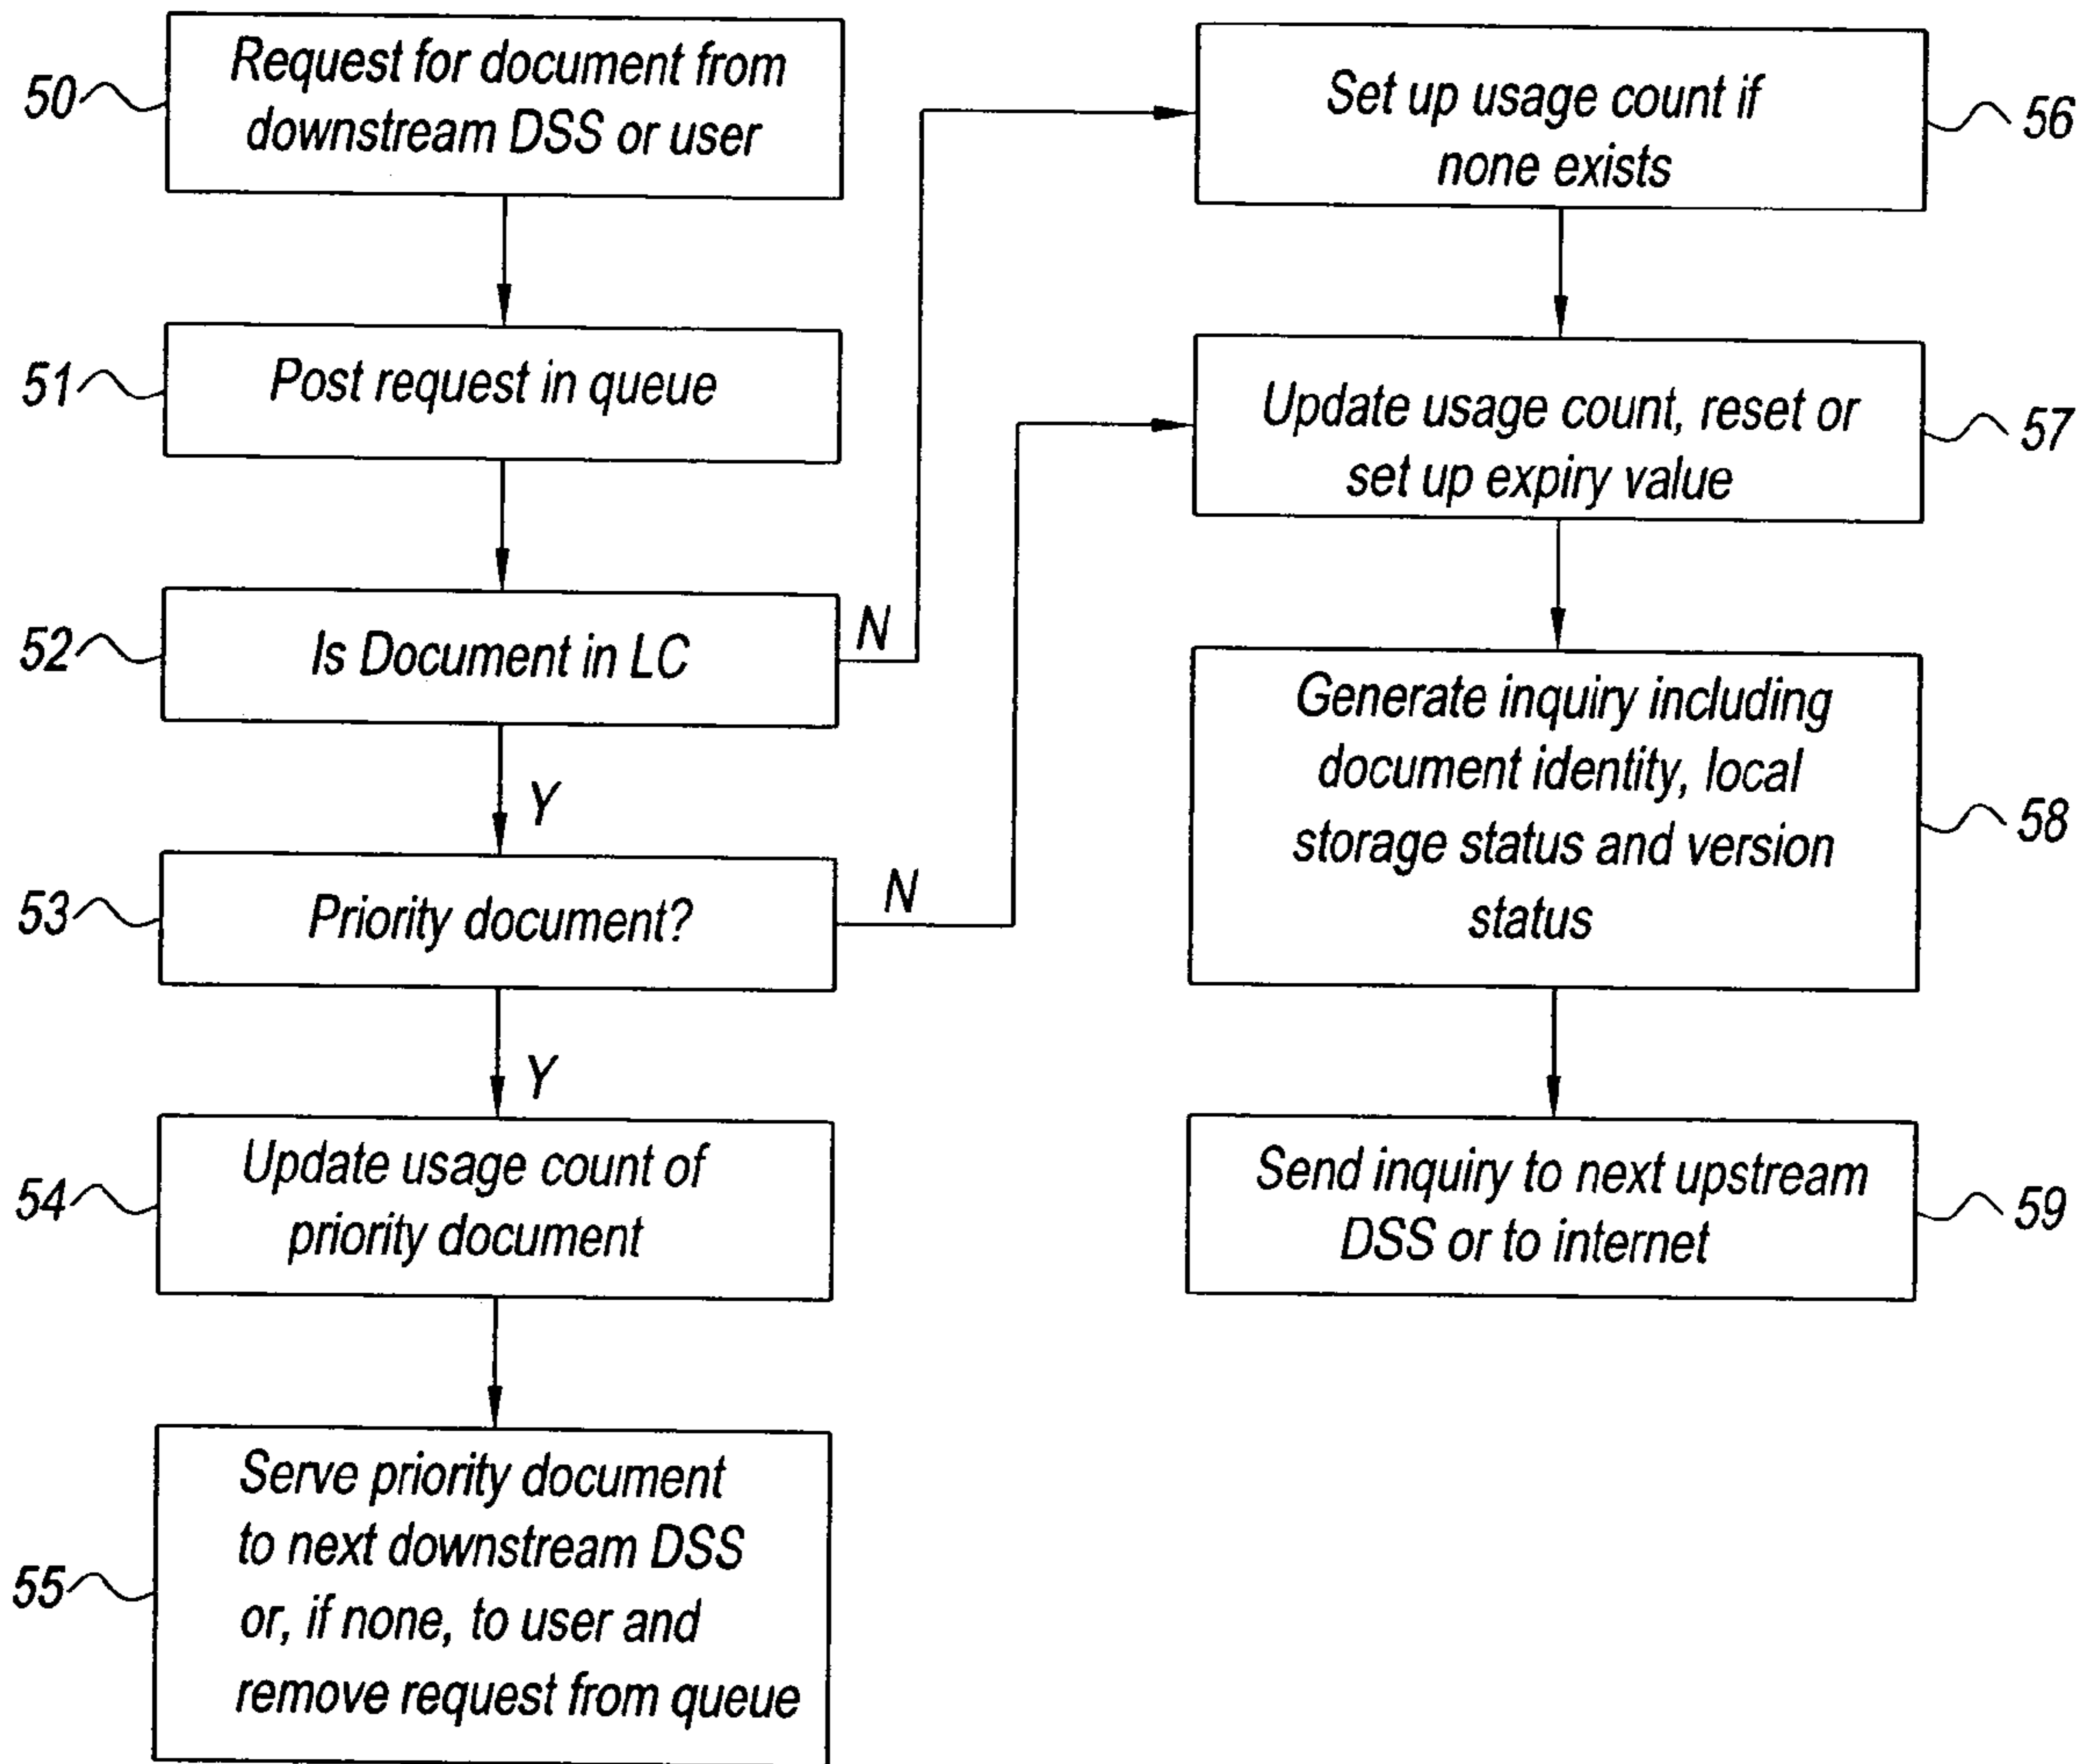 50
Request for document from
downstream DSS or user
51
Post request in queue
52
Is Document in LC
N
Y
53
Priority document?
N
Y
54
Update usage count of
priority document
55
Serve priority document
to next downstream DSS
or, if none, to user and
remove request from queue
Set up usage count if
none exists
56
Update usage count, reset or
set up expiry value
57
Generate inquiry including
document identity, local
storage status and version
status
58
Send inquiry to next upstream
DSS or to internet
59